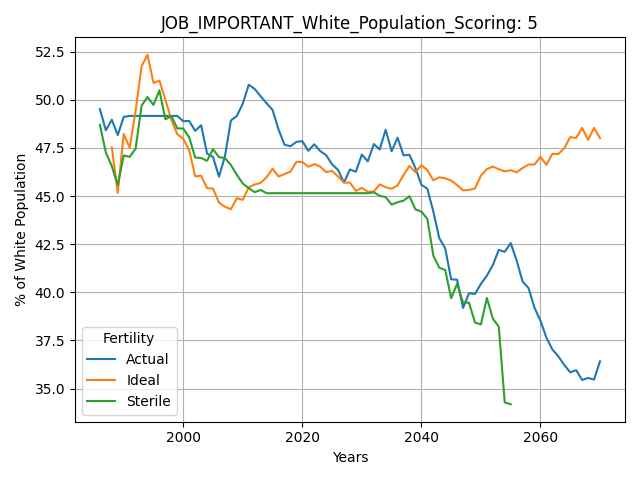 JOB_IMPORTANT_White_Population_Scoring: 5
% of White Population
52.5
50.0
47.5
45.0
42.5
40.0
37.5
35.0
Fertility
Actual
Ideal
Sterile
2000
2020
2040
2060
Years